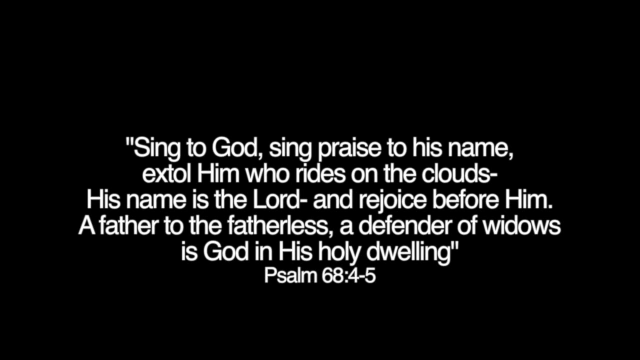 "Sing to God, sing praise to his name,
extol Him who rides on the clouds-
His name is the Lord- and rejoice before Him.
A father to the fatherless, a defender of widows
is God in His holy dwelling"
Psalm 68:4-5